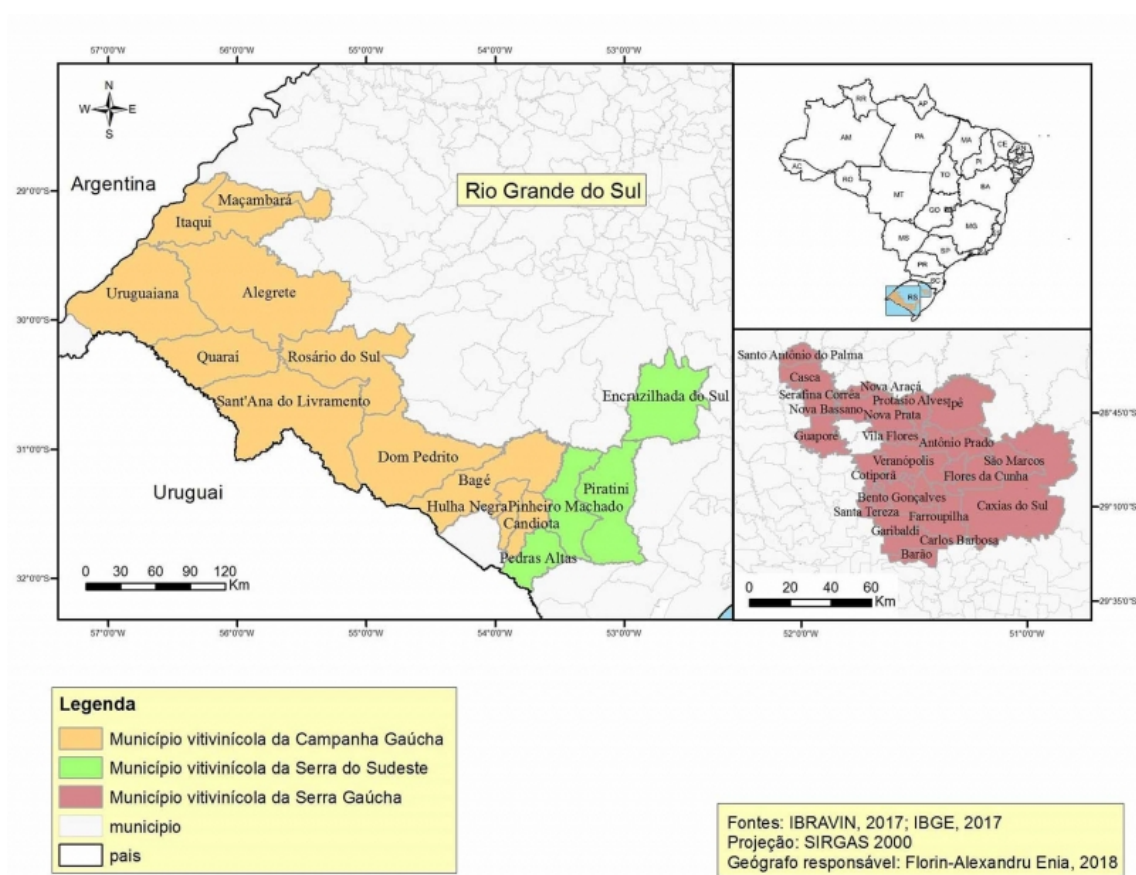 57°0'0"W 56°0'0"W 55°0'0"W 54°0'0"W 53°0'0"W
N
W E
S
Argentina
Rio Grande do Sul
29°0'0"S
Maçambará
Itaqui
Uruguaiana
Alegrete
30°0'0"S
Quaraí
Rosário do Sul
Sant'Ana do Livramento
Encruzilhada do Sul
31°0'0"S
Dom Pedrito
Uruguai
Bagé
Piratini
Hulha Negra
Pinheiro Machado
Candiota
Pedras Altas
32°0'0"S
0 30 60 90 120
Km
57°0'0"W 56°0'0"W 55°0'0"W 54°0'0"W 53°0'0"W
RR
AP
AM
PA
MA
CE
PI
AC
TO
RO
BA
MT
GO
MG
MS
SP
PR
SC
RS
Santo Antônio do Palma
Casca
Nova Araçá
Serafina Corrêa
Protásio Alves
Ipê
Nova Bassano
Nova Prata
28°45'0"S
Guaporé
Vila Flores
Antônio Prado
Veranópolis
São Marcos
Cotiporã
Flores da Cunha
Bento Gonçalves
Caxias do Sul
29°10'0"S
Santa Tereza
Farroupilha
Garibaldi
Carlos Barbosa
Barão
0 20 40 60
Km
29°35'0"S
52°0'0"W 51°0'0"W
Legenda
Município vitivinícola da Campanha Gaúcha
Município vitivinícola da Serra do Sudeste
Município vitivinícola da Serra Gaúcha
municipio
pais
Fontes: IBRAVIN, 2017; IBGE, 2017
Projeção: SIRGAS 2000
Geógrafo responsável: Florin-Alexandru Enia, 2018